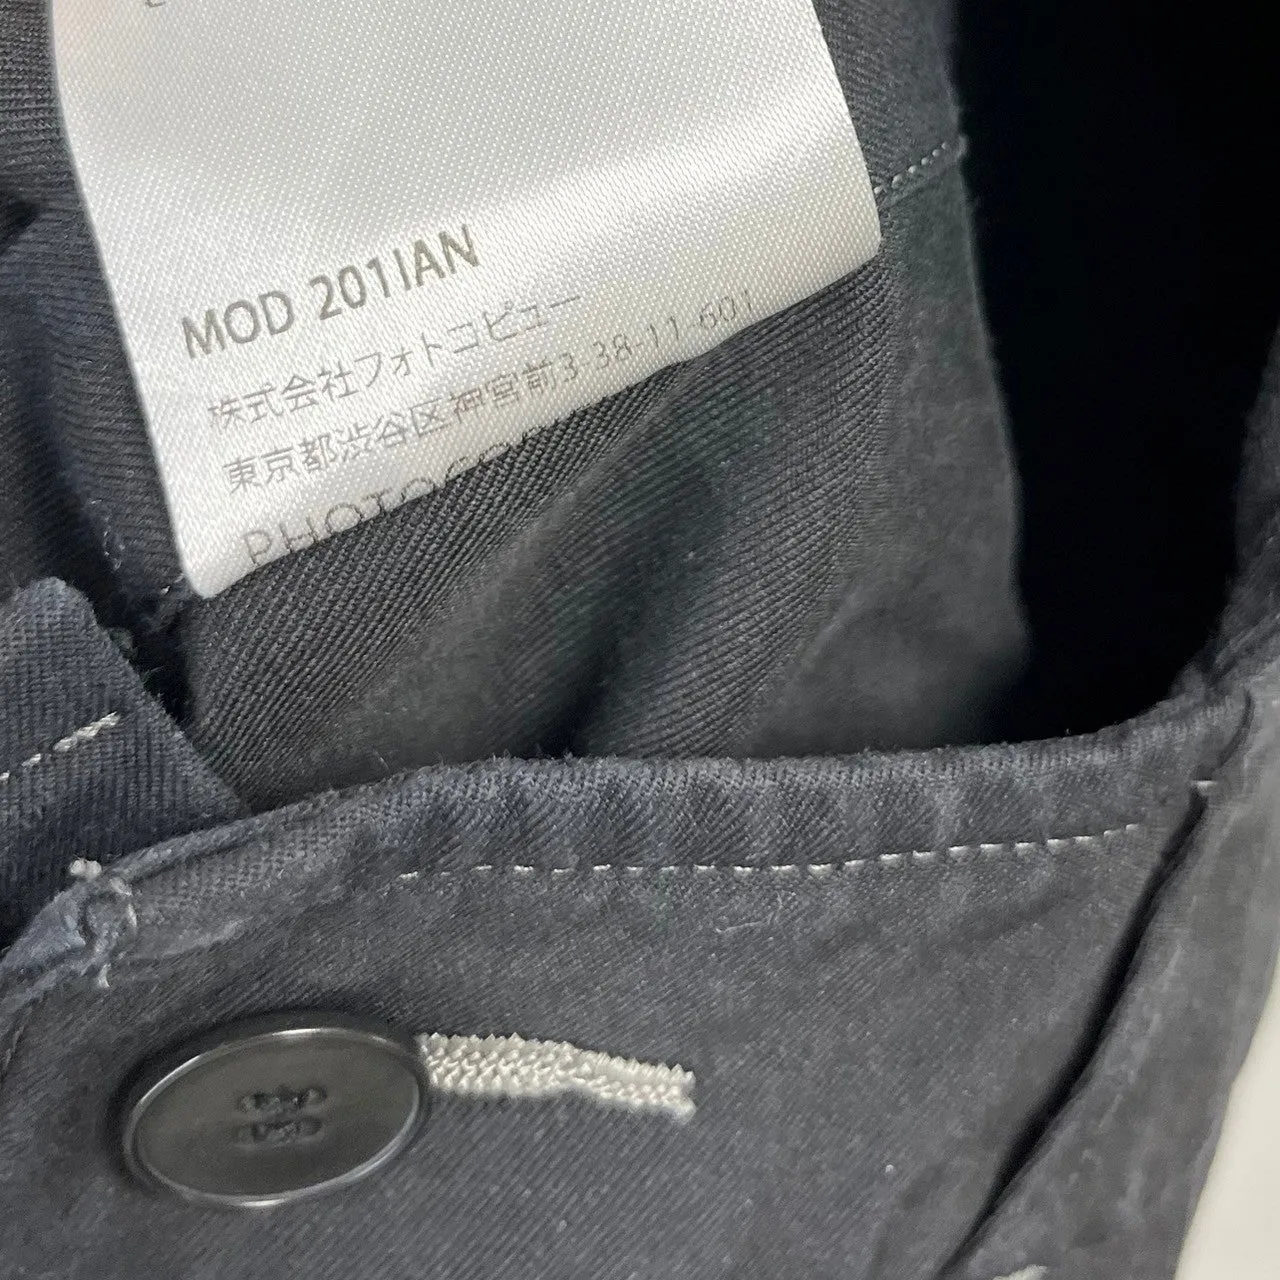 MOD 201IAN
株式会社フォトコピュー
東京都渋谷区神宮前3-38-11-601
PHOTOCO